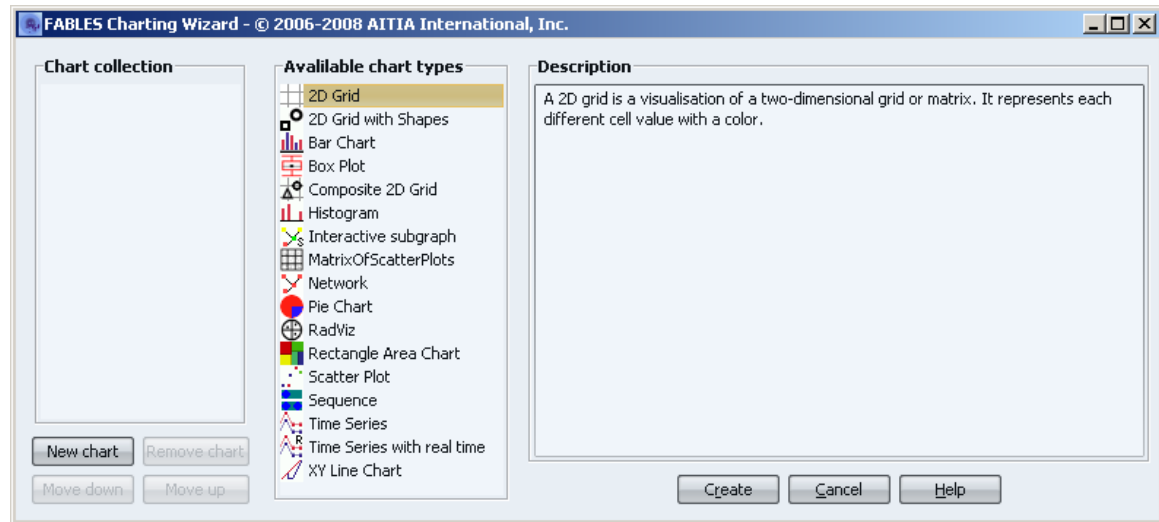 FABLES Charting Wizard - © 2006-2008 AITIA International, Inc.
Chart collection
New chart
Remove chart
Move down
Move up
Avalilable chart types
2D Grid
2D Grid with Shapes
Bar Chart
Box Plot
Composite 2D Grid
Histogram
Interactive subgraph
MatrixOfScatterPlots
Network
Pie Chart
RadViz
Rectangle Area Chart
Scatter Plot
Sequence
Time Series
Time Series with real time
XY Line Chart
Description
A 2D grid is a visualisation of a two-dimensional grid or matrix. It represents each
different cell value with a color.
Create
Cancel
Help